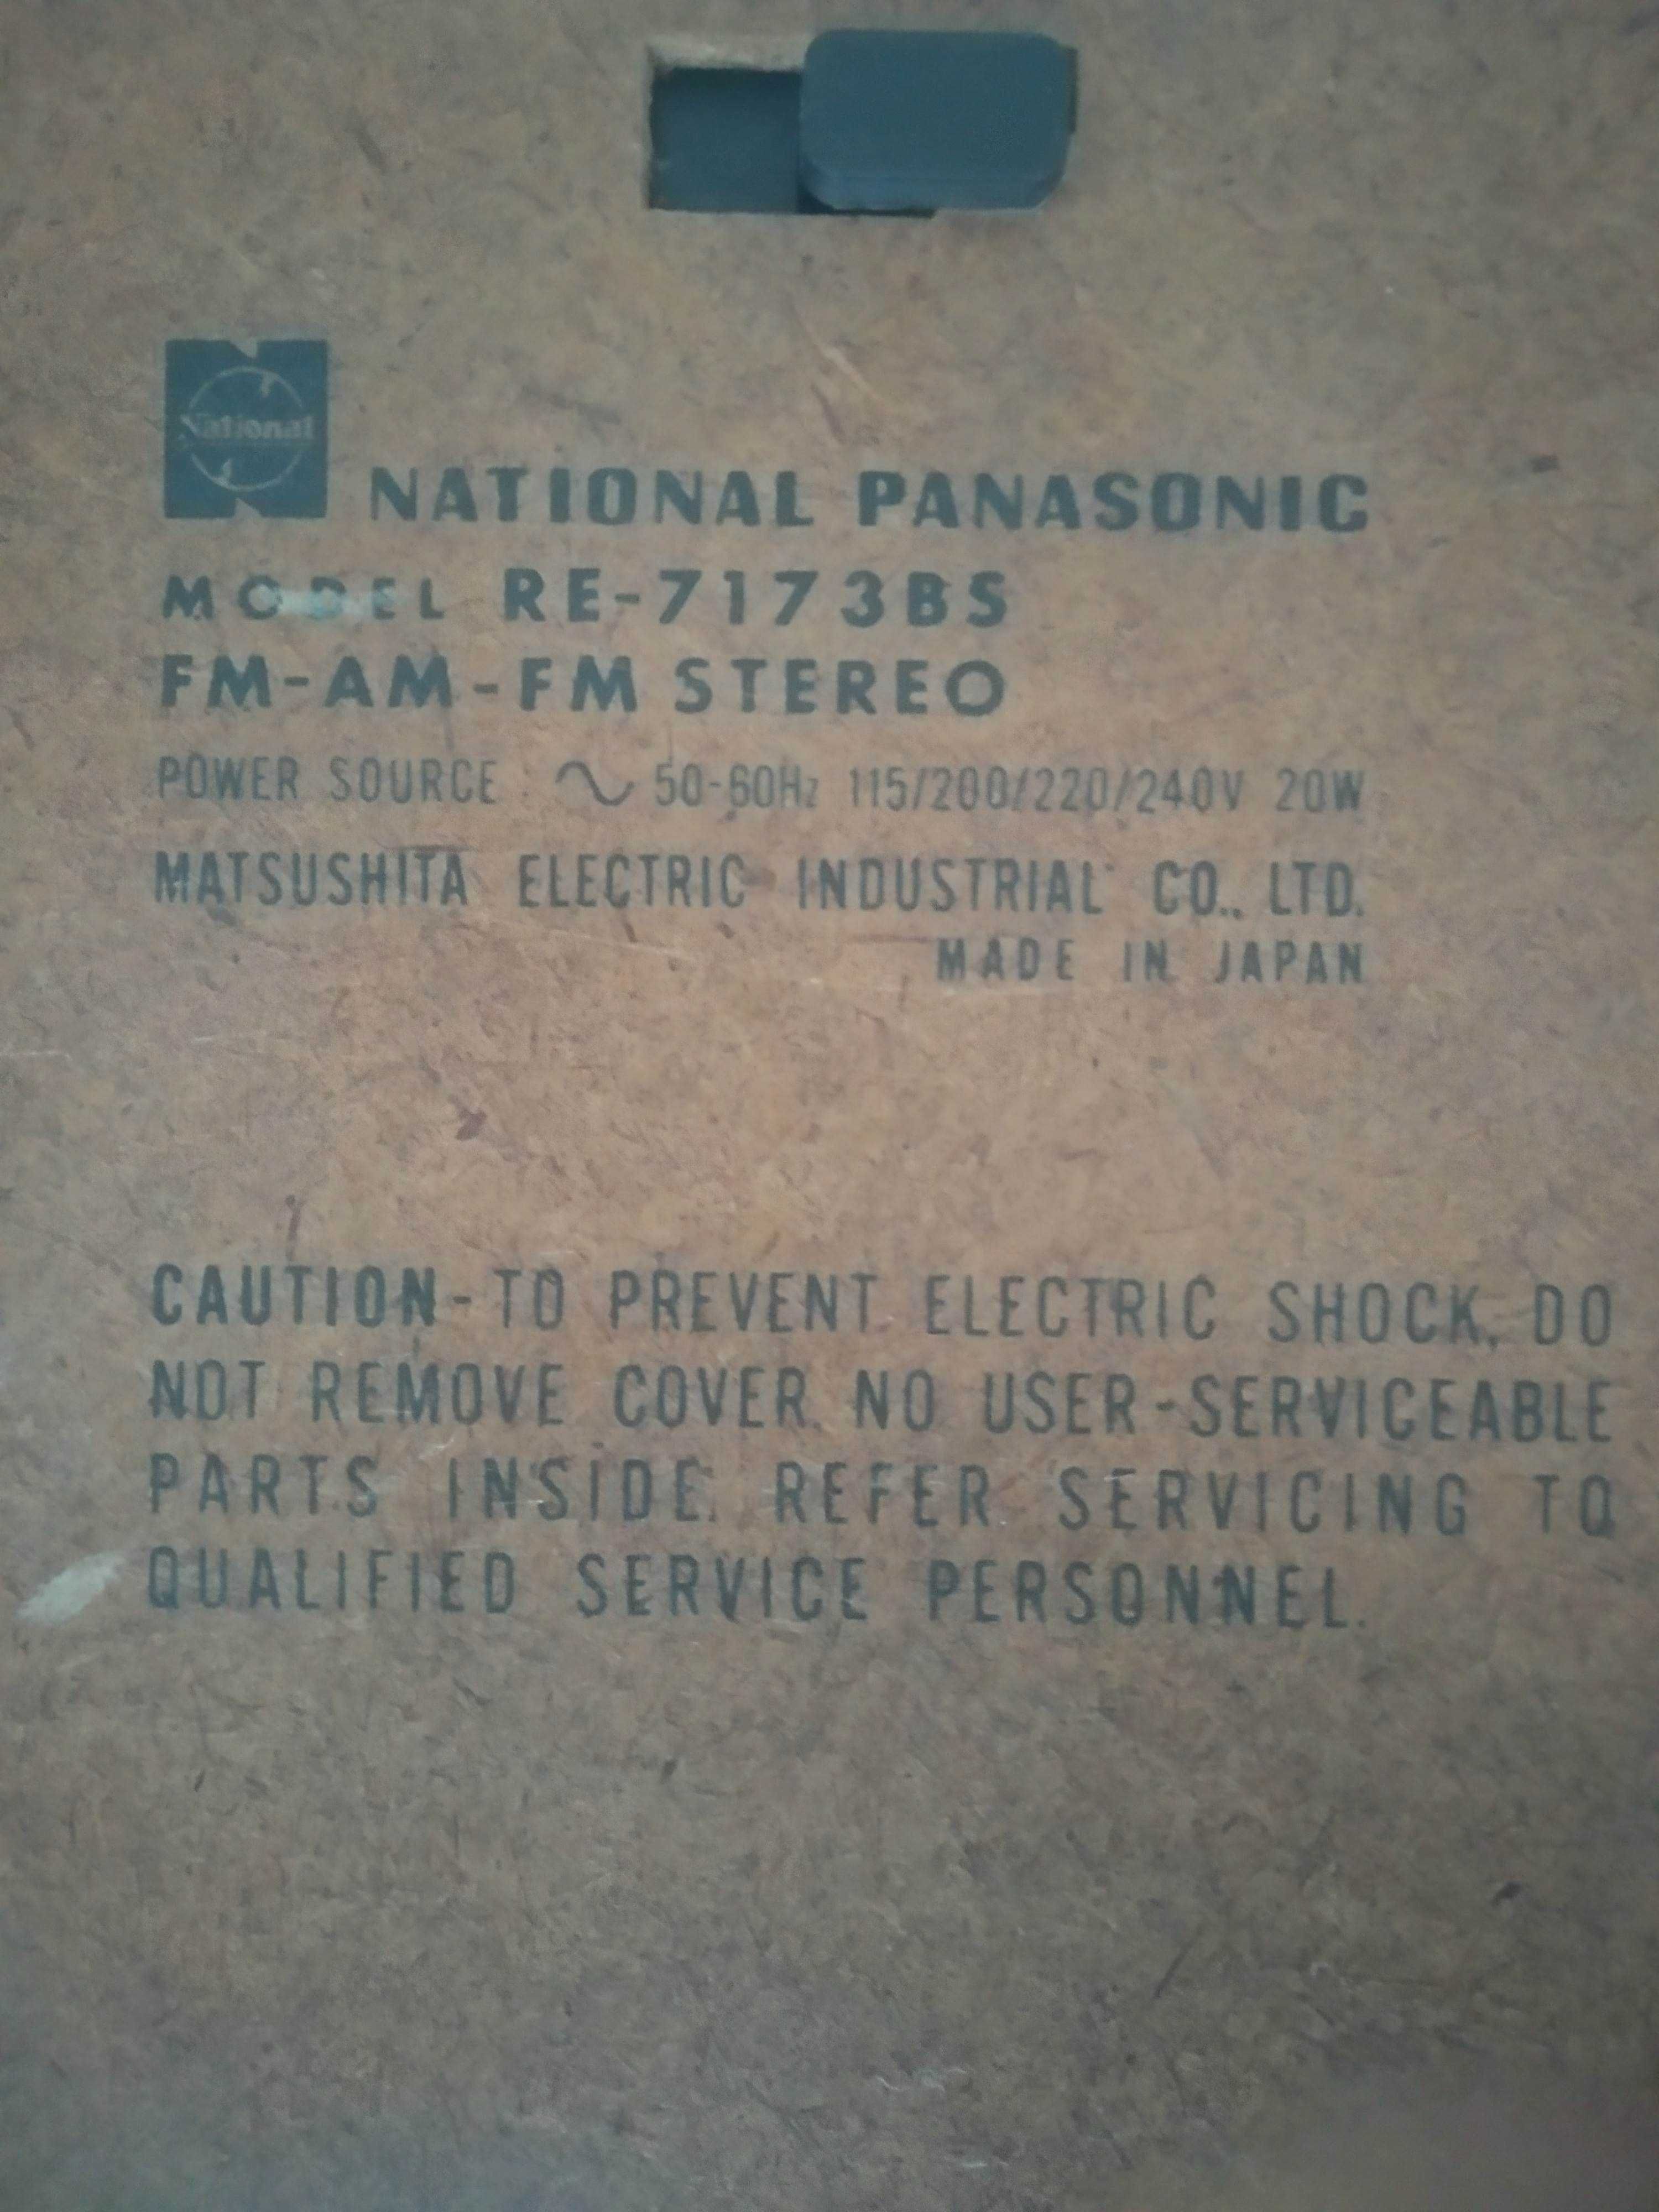 National
NATIONAL PANASONIC
MODEL RE-7173BS
FM-AM-FM STEREO
POWER SOURCE ∿ 50-60Hz 115/200/220/240V 20W
MATSUSHITA ELECTRIC INDUSTRIAL CO., LTD.
MADE IN JAPAN
CAUTION-TO PREVENT ELECTRIC SHOCK, DO
NOT REMOVE COVER. NO USER-SERVICEABLE
PARTS INSIDE. REFER SERVICING TO
QUALIFIED SERVICE PERSONNEL.